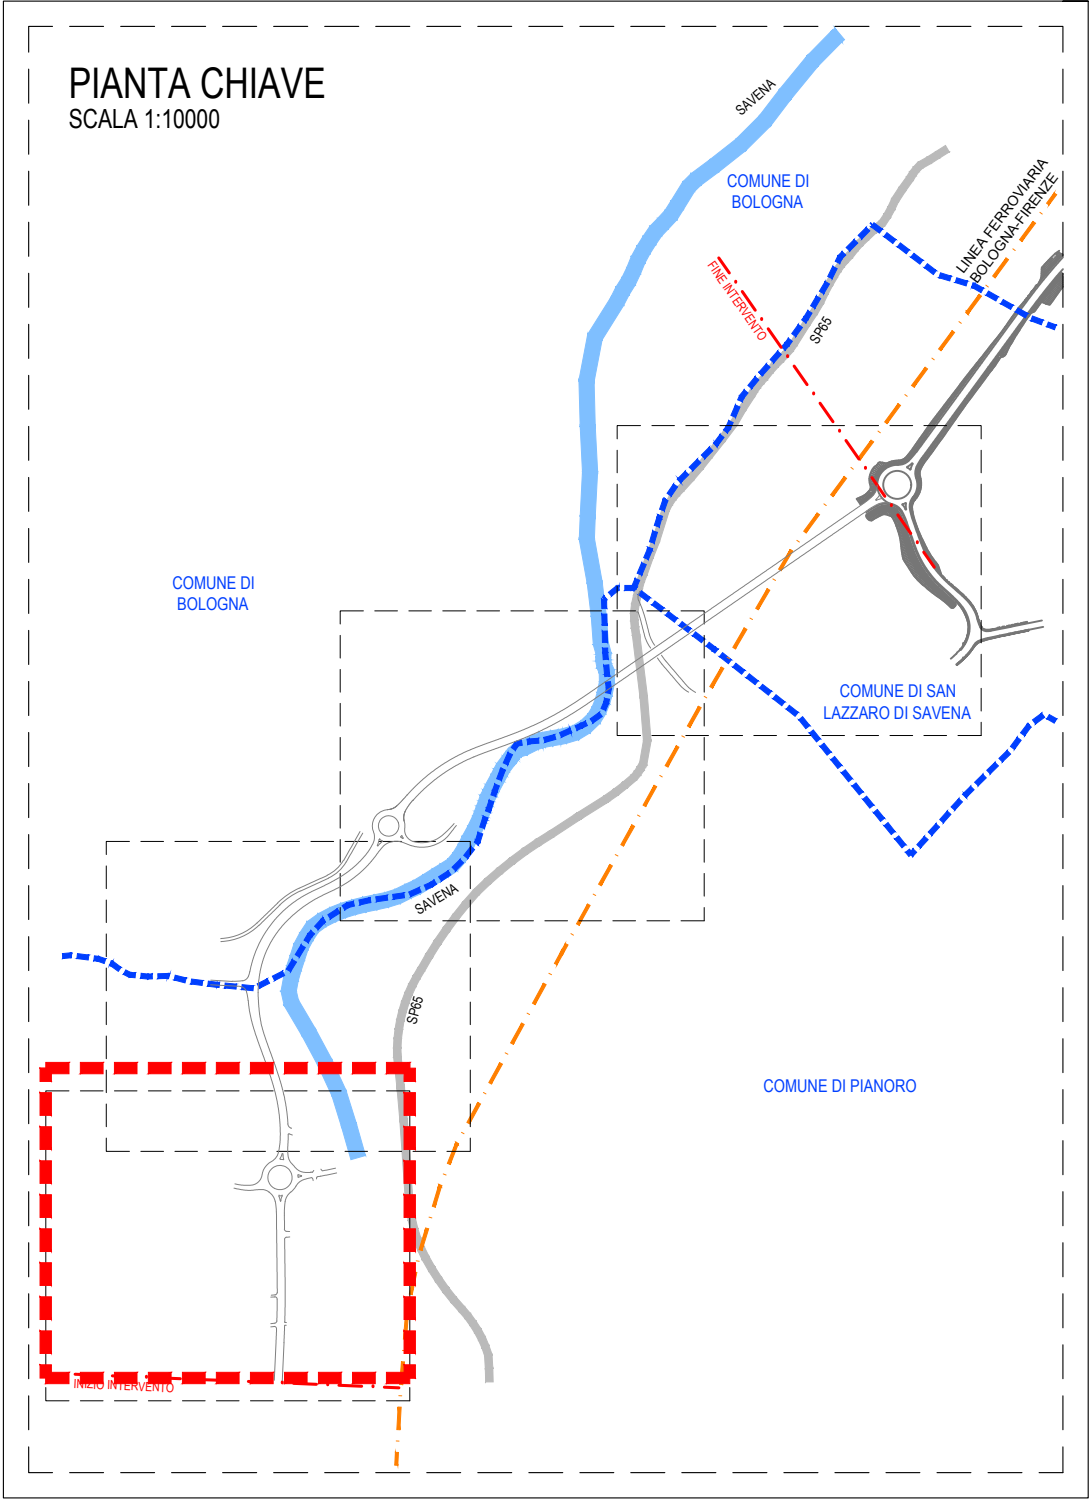 PIANTA CHIAVE
SCALA 1:10000
SAVENA
COMUNE DI
BOLOGNA
LINEA FERROVIARIA
BOLOGNA-FIRENZE
FINE INTERVENTO
SP65
COMUNE DI
BOLOGNA
COMUNE DI SAN
LAZZARO DI SAVENA
SAVENA
SP65
COMUNE DI PIANORO
INIZIO INTERVENTO